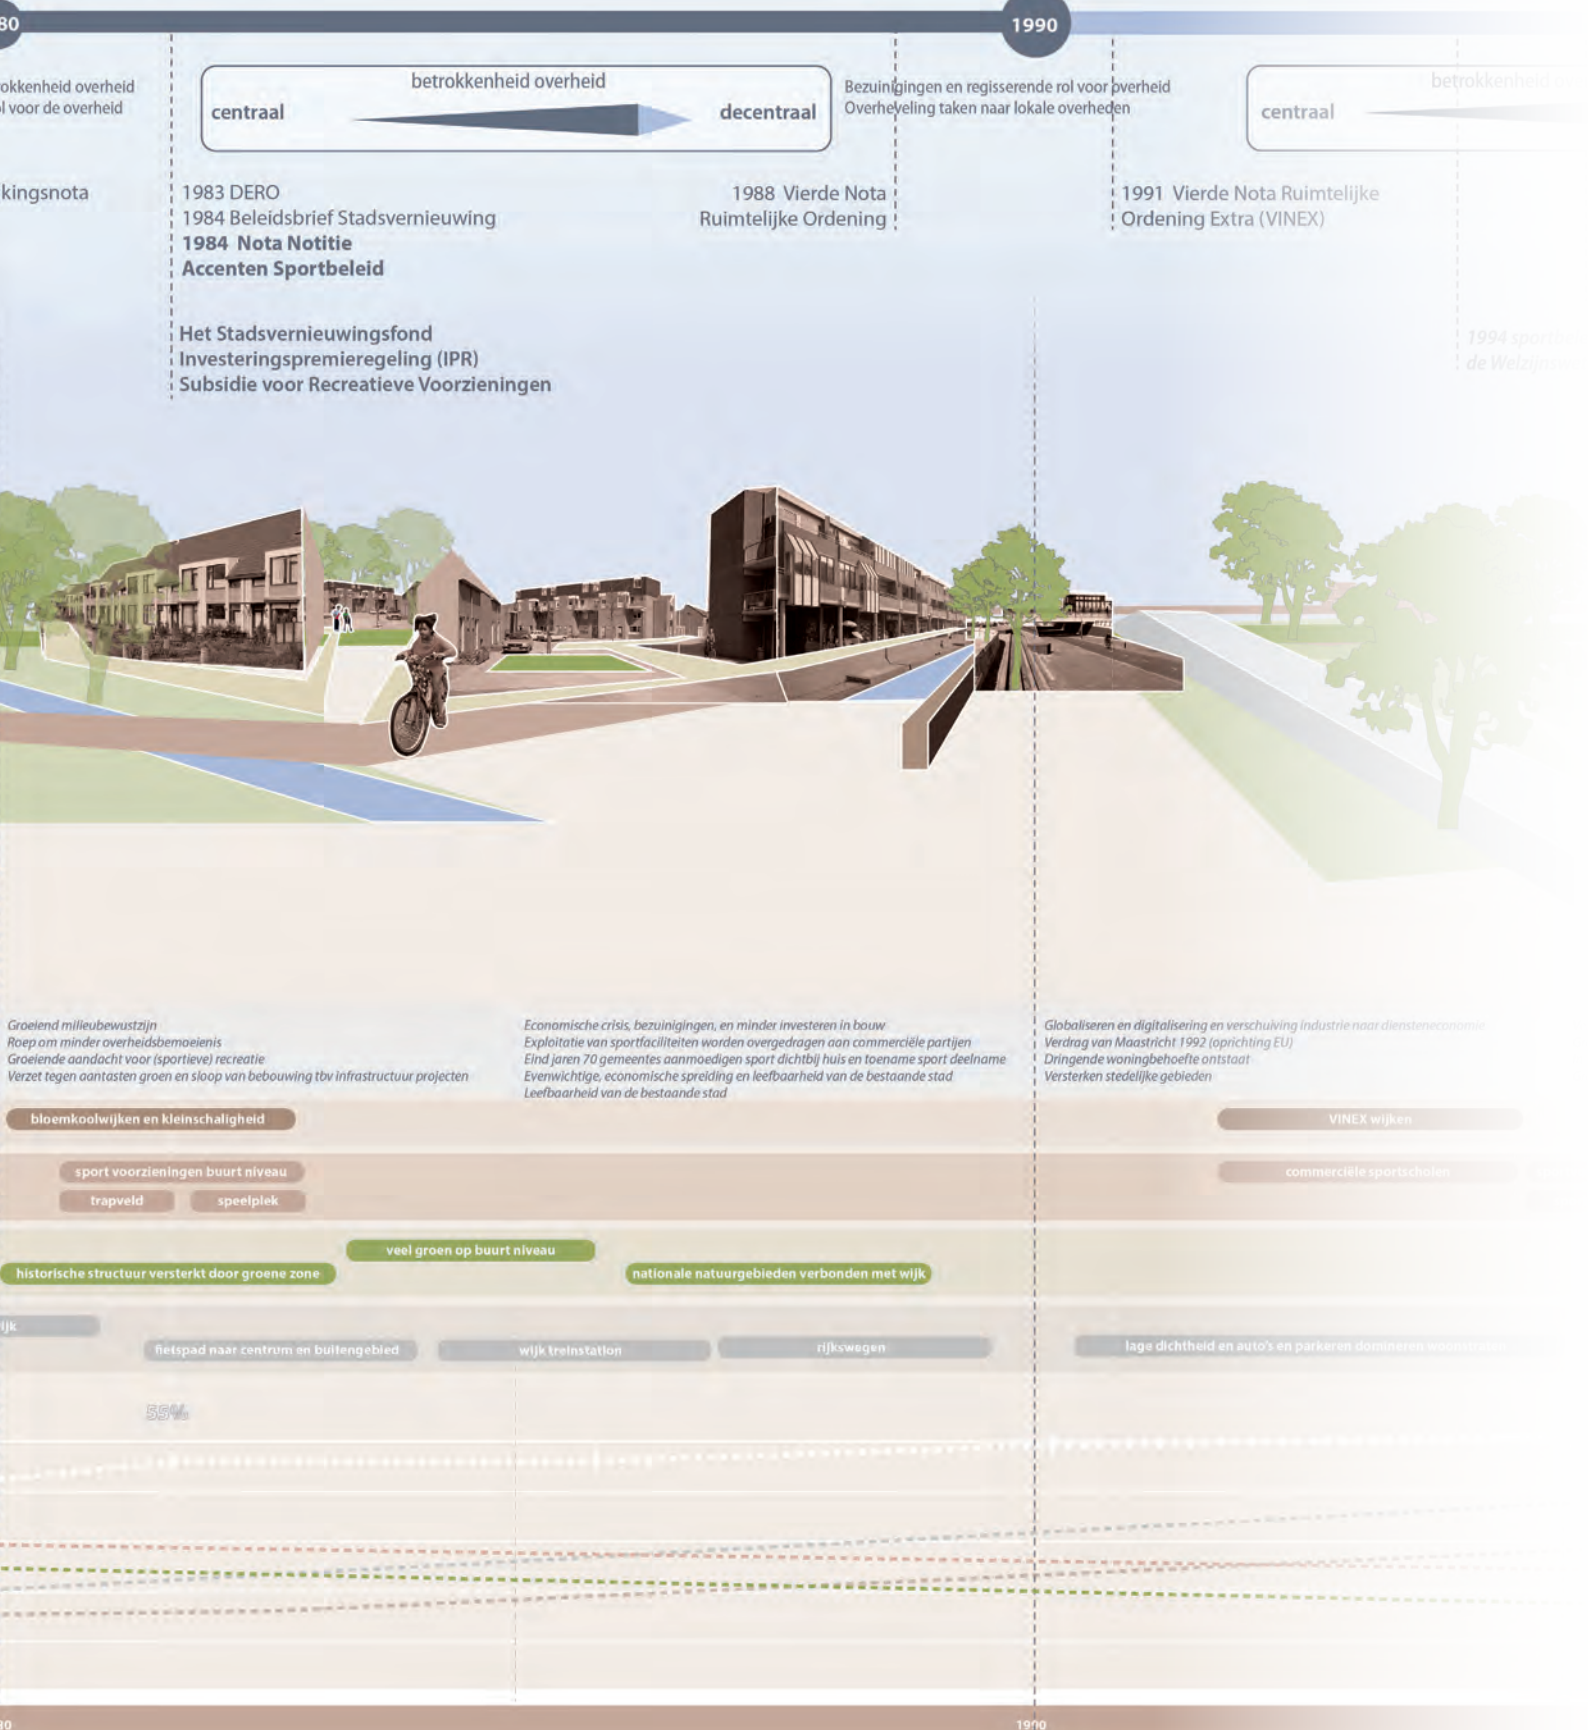 80
1990
okkenheid overheid
ol voor de overheid
betrokkenheid overheid
centraal
decentraal
Bezuinigingen en regisserende rol voor overheid
Overheveling taken naar lokale overheden
betrokkenheid
centraal
kingsnota
1983 DERO
1984 Beleidsbrief Stadsvernieuwing
1984 Nota Notitie
Accenten Sportbeleid
1988 Vierde Nota
Ruimtelijke Ordening
1991 Vierde Nota Ruimtelijke
Ordening Extra (VINEX)
Het Stadsvernieuwingsfond
Investeringspremieregeling (IPR)
Subsidie voor Recreatieve Voorzieningen
1994
de
Groeiend milieubewustzijn
Roep om minder overheidsbemoeienis
Groeiende aandacht voor (sportieve) recreatie
Verzet tegen aantasten groen en sloop van bebouwing tbv infrastructuur projecten
Economische crisis, bezuinigingen, en minder investeren in bouw
Exploitatie van sportfaciliteiten worden overgedragen aan commerciële partijen
Eind jaren 70 gemeentes aanmoedigen sport dichtbij huis en toename sport deelname
Evenwichtige, economische spreiding en leefbaarheid van de bestaande stad
Leefbaarheid van de bestaande stad
Globaliseren en digitalisering en verschuiving industrie naar diensteneconomie
Verdrag van Maastricht 1992 (oprichting EU)
Dringende woningbehoefte ontstaat
Versterken stedelijke gebieden
bloemkoolwijken en kleinschaligheid
VINEX wijken
sport voorzieningen buurt niveau
commerciële sportscholen
trapveld
speelplek
veel groen op buurt niveau
historische structuur versterkt door groene zone
nationale natuurgebieden verbonden met wijk
ijk
fietspad naar centrum en buitengebied
wijk treinstation
rijkswegen
lage dichtheid en auto's en parkeren domineren
55%
80
1990